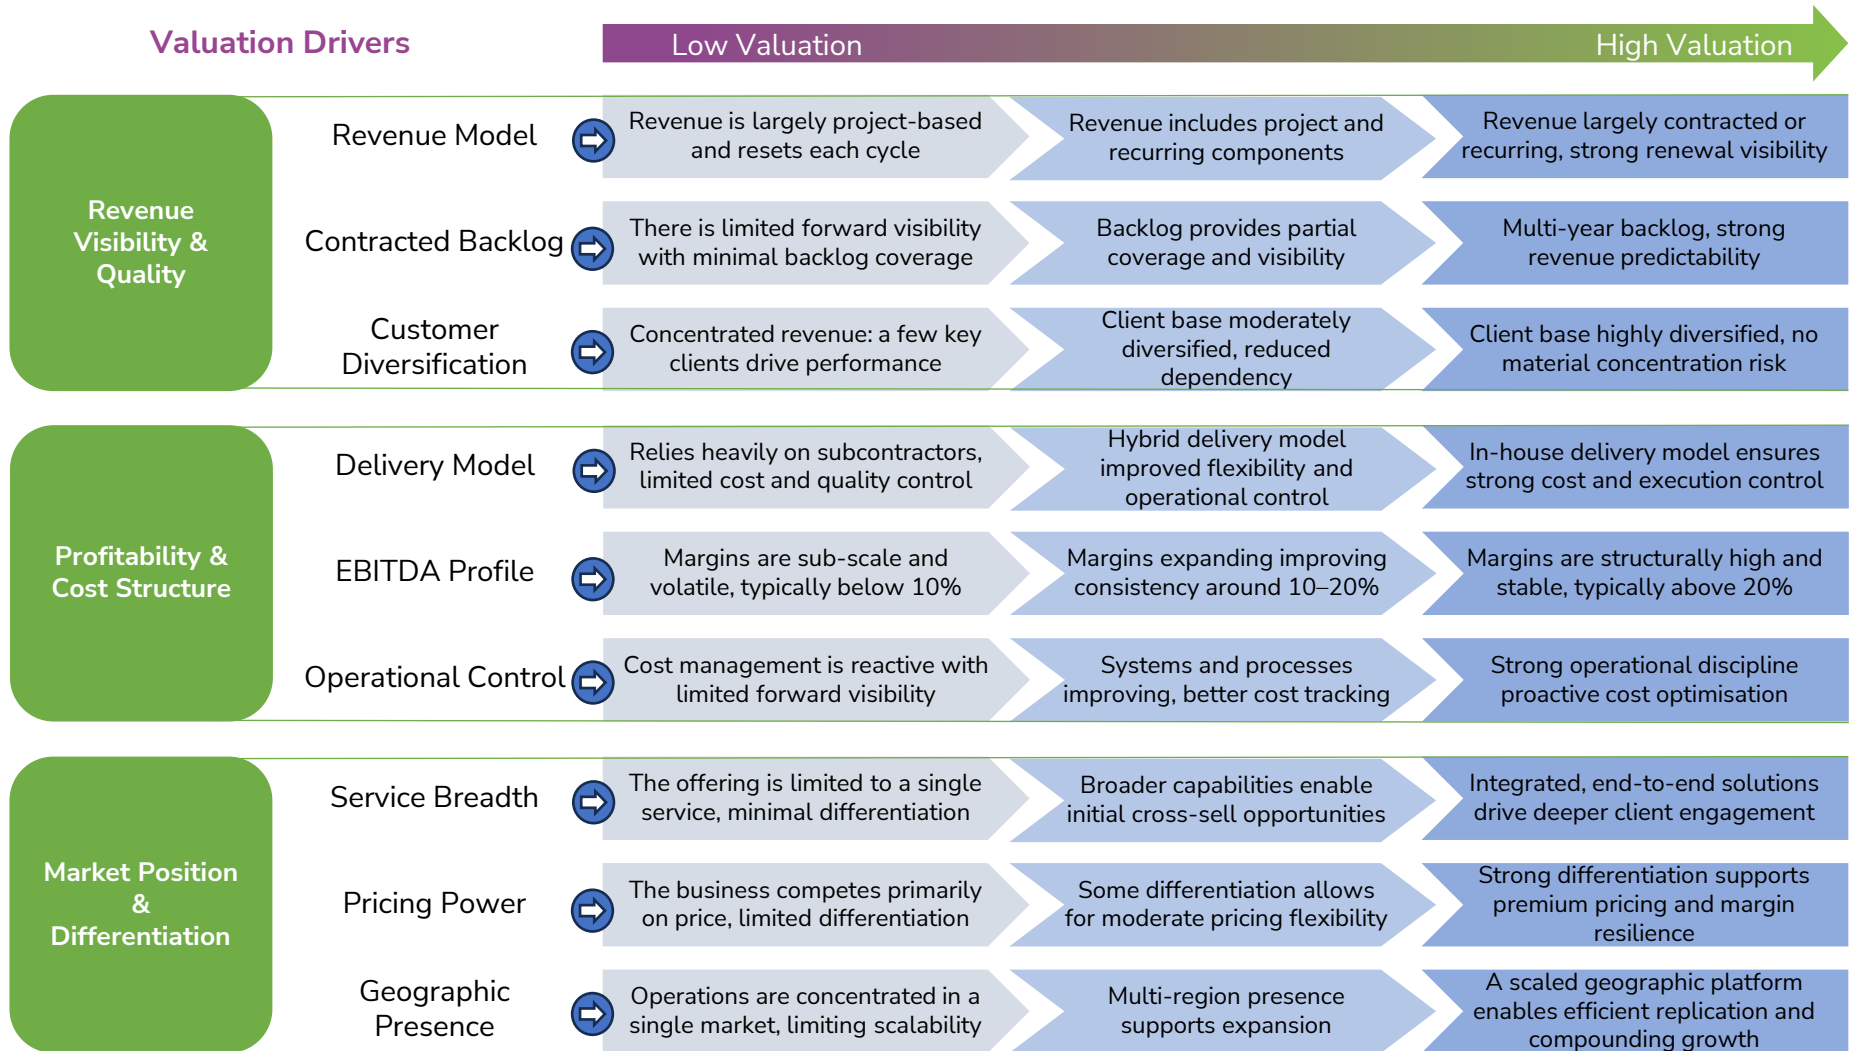 Valuation Drivers
Low Valuation
High Valuation
Revenue
Visibility &
Quality
Revenue Model
Revenue is largely project-based
and resets each cycle
Revenue includes project and
recurring components
Revenue largely contracted or
recurring, strong renewal visibility
Contracted Backlog
There is limited forward visibility
with minimal backlog coverage
Backlog provides partial
coverage and visibility
Multi-year backlog, strong
revenue predictability
Customer
Diversification
Concentrated revenue: a few key
clients drive performance
Client base moderately
diversified, reduced
dependency
Client base highly diversified, no
material concentration risk
Profitability &
Cost Structure
Delivery Model
Relies heavily on subcontractors,
limited cost and quality control
Hybrid delivery model
improved flexibility and
operational control
In-house delivery model ensures
strong cost and execution control
EBITDA Profile
Margins are sub-scale and
volatile, typically below 10%
Margins expanding improving
consistency around 10–20%
Margins are structurally high and
stable, typically above 20%
Operational Control
Cost management is reactive with
limited forward visibility
Systems and processes
improving, better cost tracking
Strong operational discipline
proactive cost optimisation
Market Position
&
Differentiation
Service Breadth
The offering is limited to a single
service, minimal differentiation
Broader capabilities enable
initial cross-sell opportunities
Integrated, end-to-end solutions
drive deeper client engagement
Pricing Power
The business competes primarily
on price, limited differentiation
Some differentiation allows
for moderate pricing flexibility
Strong differentiation supports
premium pricing and margin
resilience
Geographic
Presence
Operations are concentrated in a
single market, limiting scalability
Multi-region presence
supports expansion
A scaled geographic platform
enables efficient replication and
compounding growth